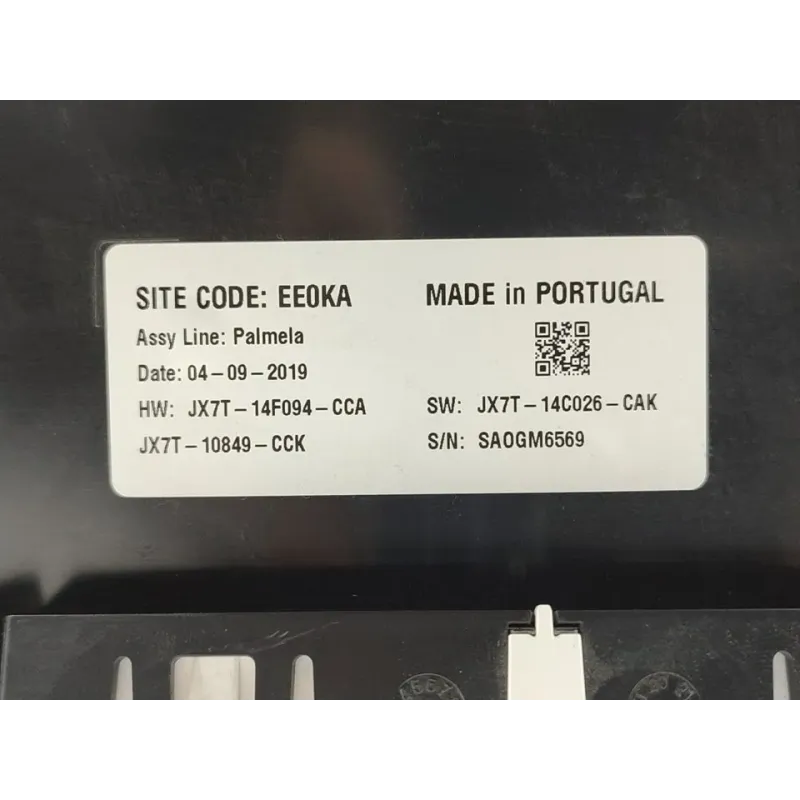 SITE CODE: EE0KA
MADE in PORTUGAL
Assy Line: Palmela
Date: 04-09-2019
HW: JX7T-14F094-CCA
SW: JX7T-14C026-CAK
JX7T-10849-CCK
S/N: SA0GM6569